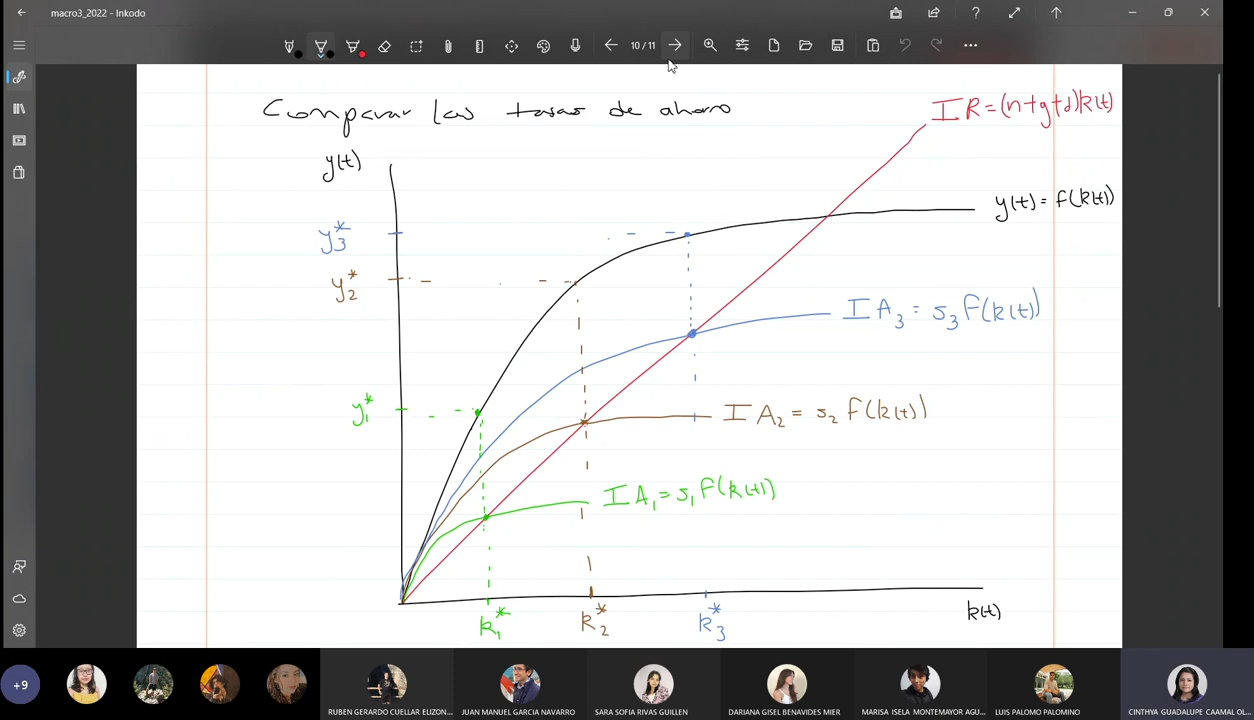 macro3_2022 - Inkodo
10 / 11
Comparar las tasas de ahorro
IR = (n+g+d)k(t)
y(t)
y(t) = f(k(t))
y3*
y2*
IA3 = s3 f(k(t))
y1*
IA2 = s2 f(k(t))
IA1 = s1 f(k(t))
k1*
k2*
k3*
k(t)
+9
RUBEN GERARDO CUELLAR ELIZON...
JUAN MANUEL GARCIA NAVARRO
SARA SOFIA RIVAS GUILLEN
DARIANA GISEL BENAVIDES MIER
MARISA ISELA MONTEMAYOR AGU...
LUIS PALOMO PALOMINO
CINTHYA GUADALUPE CAAMAL OL...